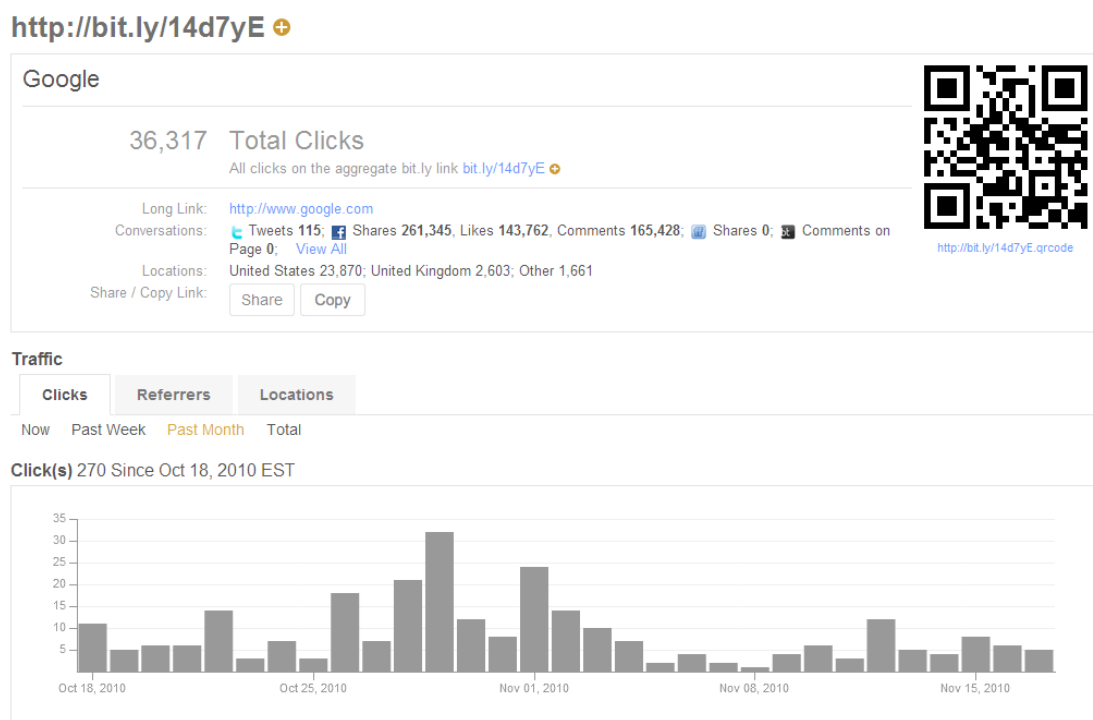 http://bit.ly/14d7yE
Google
36,317 Total Clicks
All clicks on the aggregate bit.ly link bit.ly/14d7yE
Long Link: http://www.google.com
Conversations: Tweets 115; Shares 261,345, Likes 143,762, Comments 165,428; Shares 0; Comments on
Page 0; View All
Locations: United States 23,870; United Kingdom 2,603; Other 1,661
Share / Copy Link: Share Copy
http://bit.ly/14d7yE.qrcode
Traffic
Clicks Referrers Locations
Now Past Week Past Month Total
Click(s) 270 Since Oct 18, 2010 EST
35
30
25
20
15
10
5
Oct 18, 2010 Oct 25, 2010 Nov 01, 2010 Nov 08, 2010 Nov 15, 2010